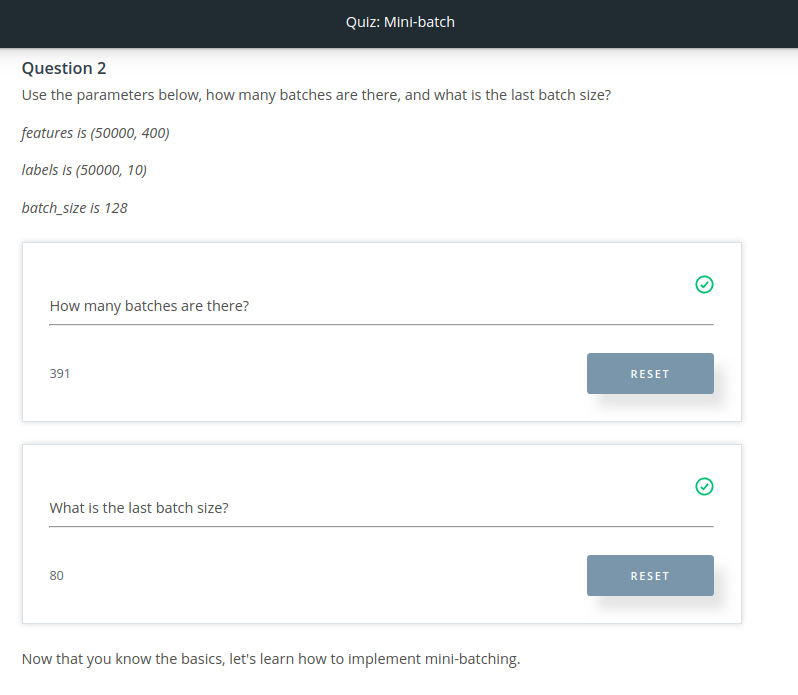 Quiz: Mini-batch
Question 2
Use the parameters below, how many batches are there, and what is the last batch size?
features is (50000, 400)
labels is (50000, 10)
batch_size is 128
How many batches are there?
391
RESET
What is the last batch size?
80
RESET
Now that you know the basics, let's learn how to implement mini-batching.